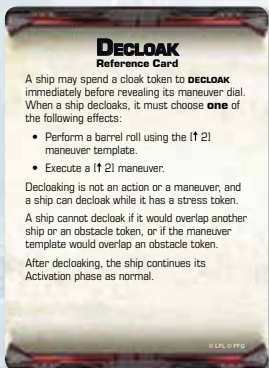 DECLOAK
Reference Card
A ship may spend a cloak token to DECLOAK
immediately before revealing its maneuver dial.
When a ship decloaks, it must choose one of
the following effects:
• Perform a barrel roll using the [⬆ 2]
maneuver template.
• Execute a [⬆ 2] maneuver.
Decloaking is not an action or a maneuver, and
a ship can decloak while it has a stress token.
A ship cannot decloak if it would overlap another
ship or an obstacle token, or if the maneuver
template would overlap an obstacle token.
After decloaking, the ship continues its
Activation phase as normal.
© LFL © FFG